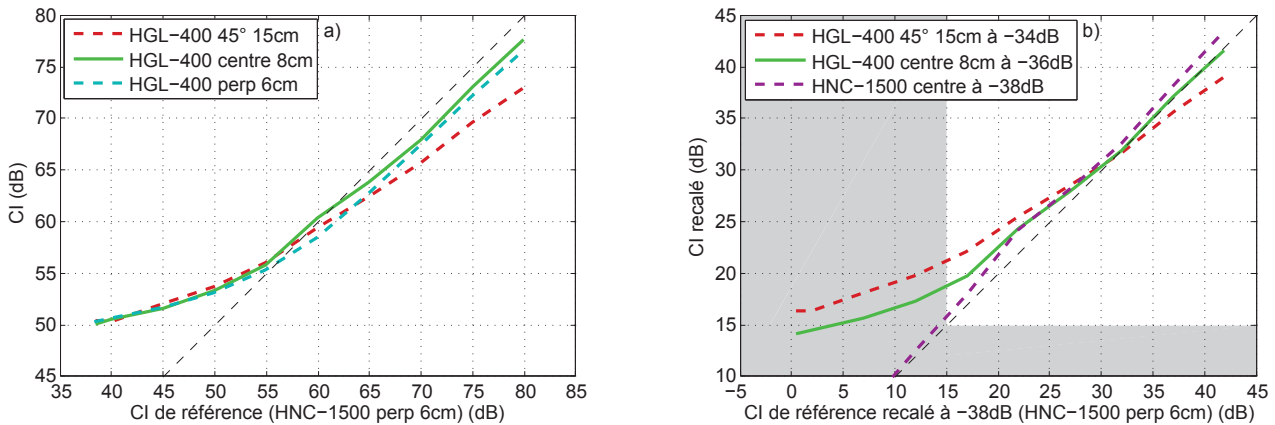 HGL−400 45° 15cm
HGL−400 centre 8cm
HGL−400 perp 6cm
a)
80
75
70
65
60
55
50
45
CI (dB)
35 40 45 50 55 60 65 70 75 80 85
CI de référence (HNC−1500 perp 6cm) (dB)
HGL−400 45° 15cm à −34dB
HGL−400 centre 8cm à −36dB
HNC−1500 centre à −38dB
b)
45
40
35
30
25
20
15
10
CI recalé (dB)
−5 0 5 10 15 20 25 30 35 40 45
CI de référence recalé à −38dB (HNC−1500 perp 6cm) (dB)